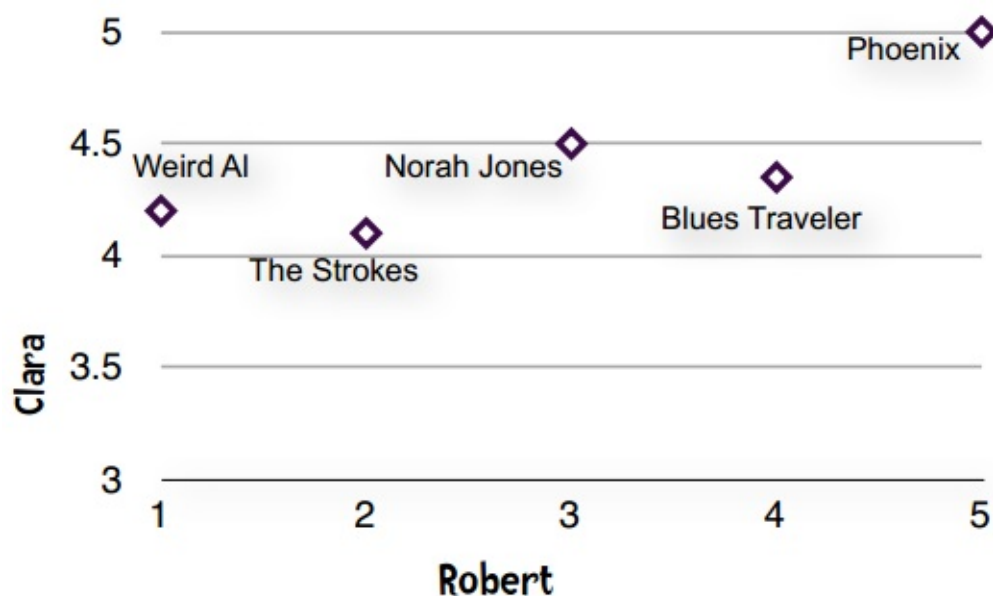 5
Phoenix
4.5
Weird Al
Norah Jones
Blues Traveler
4
The Strokes
3.5
Clara
3
1 2 3 4 5
Robert